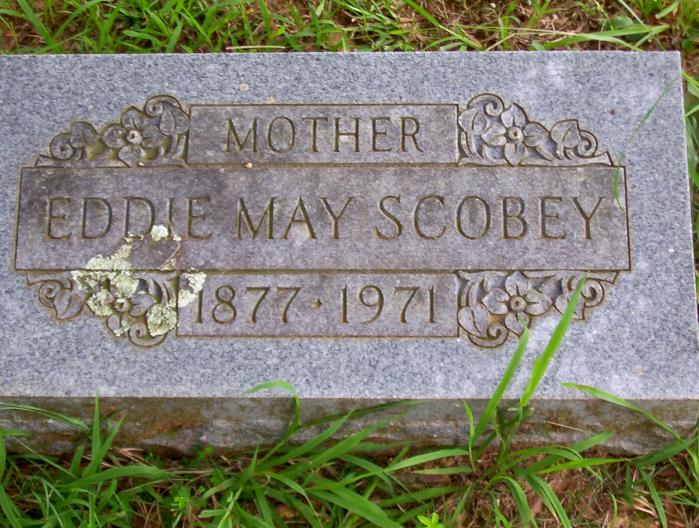 MOTHER
EDDIE MAY SCOBEY
1877 · 1971